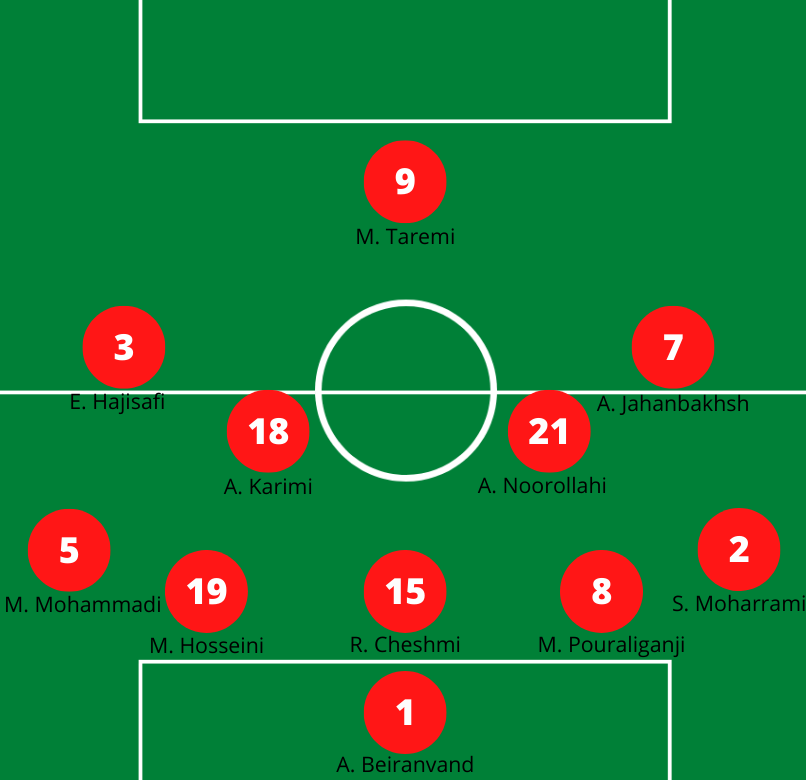 9
M. Taremi
3
E. Hajisafi
7
A. Jahanbakhsh
18
A. Karimi
21
A. Noorollahi
5
M. Mohammadi
19
M. Hosseini
15
R. Cheshmi
8
M. Pouraliganji
2
S. Moharrami
1
A. Beiranvand